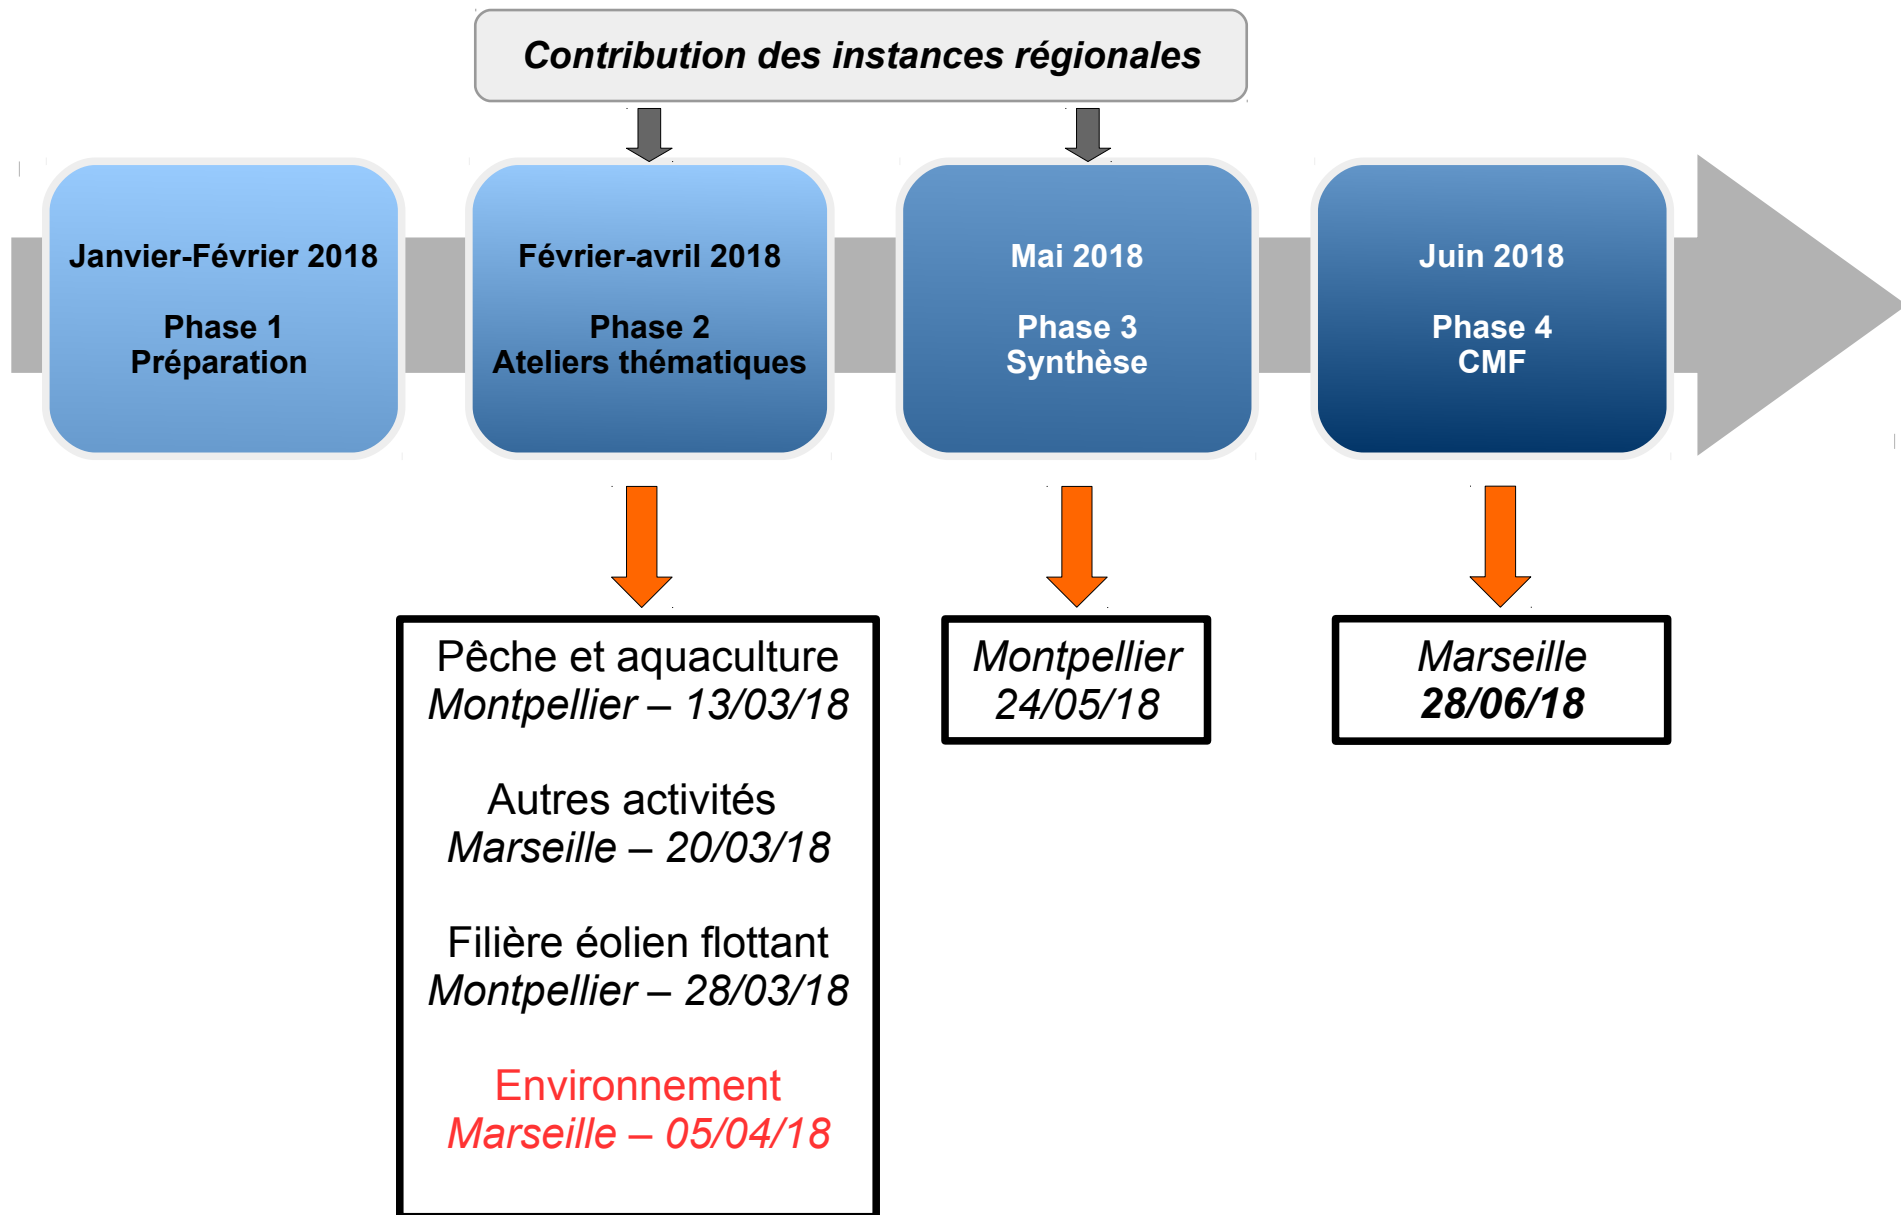 Contribution des instances régionales
Janvier-Février 2018
Phase 1
Préparation
Février-avril 2018
Phase 2
Ateliers thématiques
Mai 2018
Phase 3
Synthèse
Juin 2018
Phase 4
CMF
Pêche et aquaculture
Montpellier – 13/03/18
Autres activités
Marseille – 20/03/18
Filière éolien flottant
Montpellier – 28/03/18
Environnement
Marseille – 05/04/18
Montpellier
24/05/18
Marseille
28/06/18